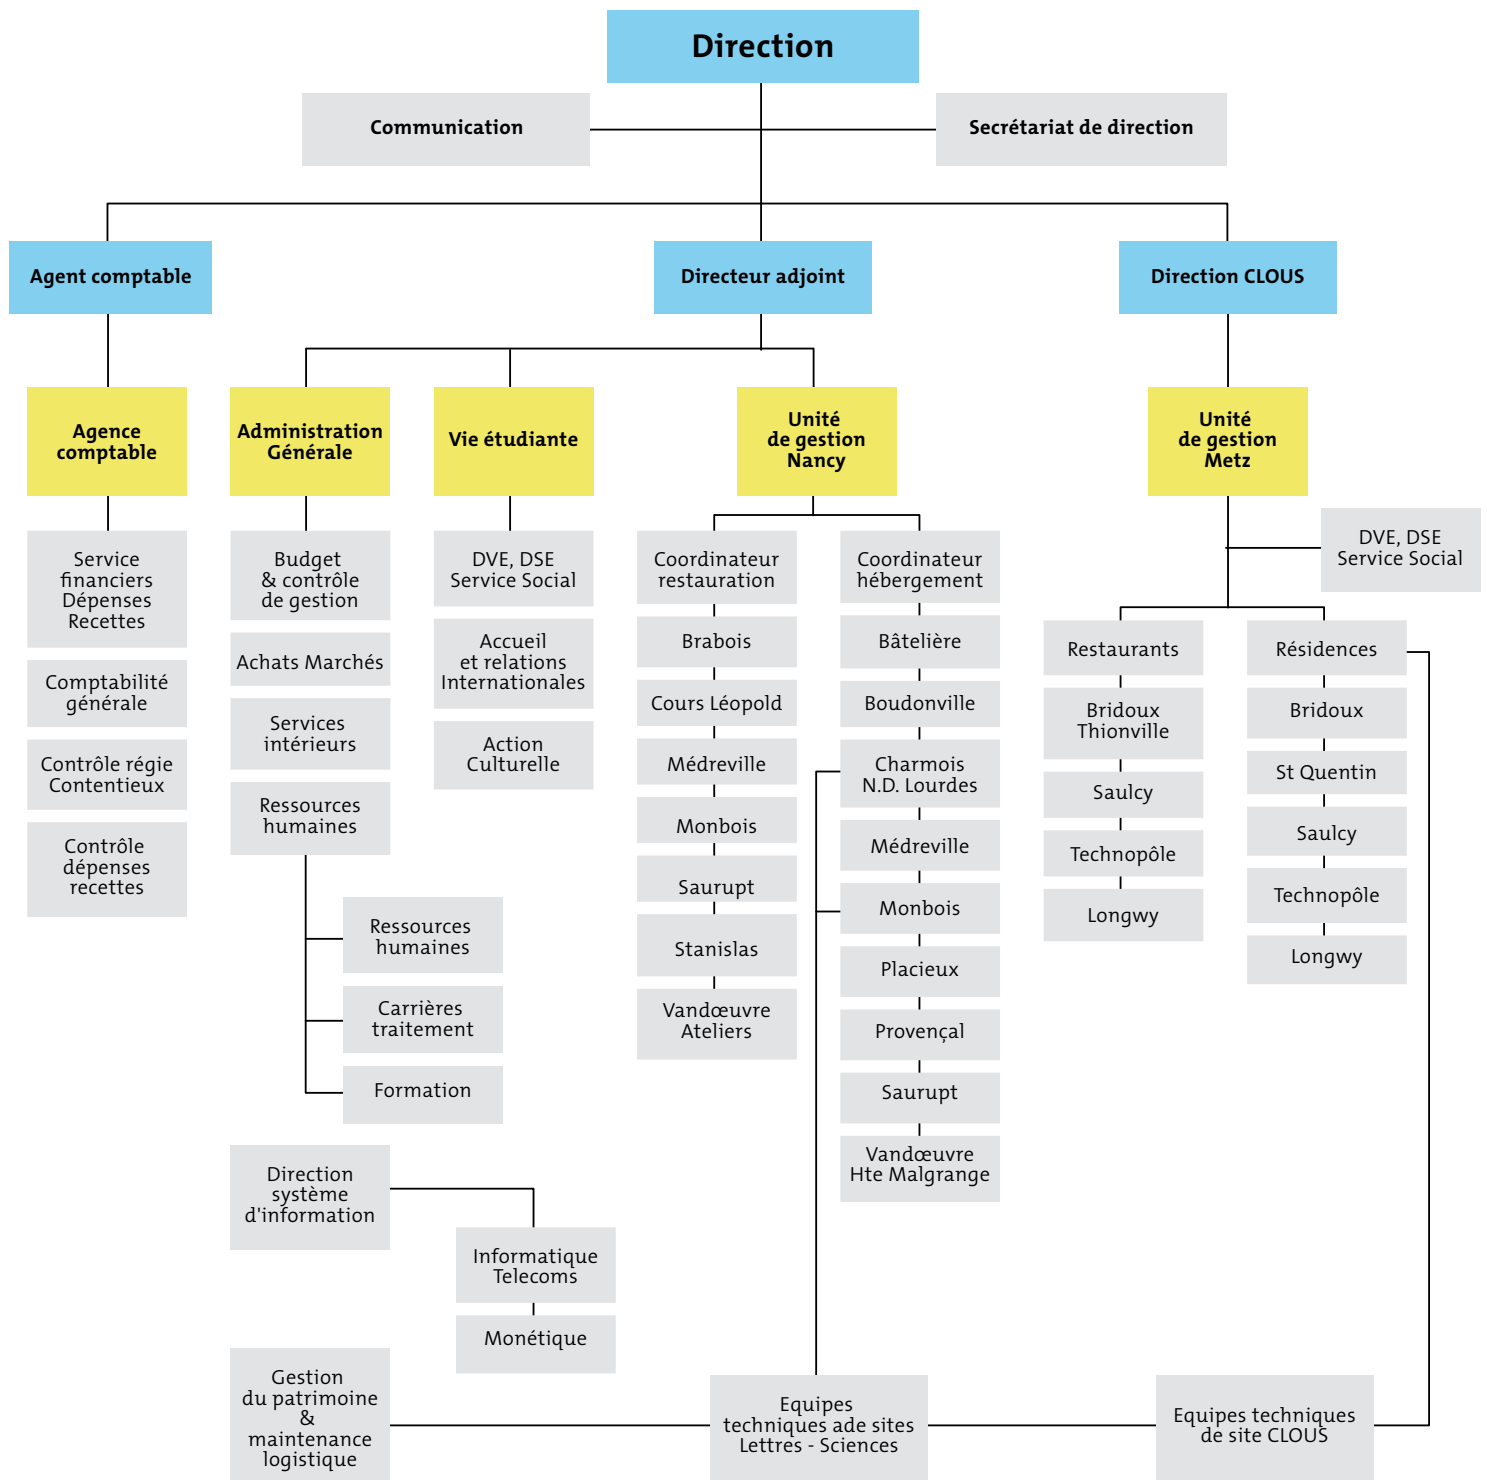 Direction
Communication
Secrétariat de direction
Agent comptable
Directeur adjoint
Direction CLOUS
Agence
comptable
Administration
Générale
Vie étudiante
Unité
de gestion
Nancy
Unité
de gestion
Metz
Service
financiers
Dépenses
Recettes
Comptabilité
générale
Contrôle régie
Contentieux
Contrôle
dépenses
recettes
Budget
& contrôle
de gestion
Achats Marchés
Services
intérieurs
Ressources
humaines
Ressources
humaines
Carrières
traitement
Formation
Direction
système
d'information
Informatique
Telecoms
Monétique
Gestion
du patrimoine
&
maintenance
logistique
DVE, DSE
Service Social
Accueil
et relations
Internationales
Action
Culturelle
Coordinateur
restauration
Brabois
Cours Léopold
Médreville
Monbois
Saurupt
Stanislas
Vandœuvre
Ateliers
Coordinateur
hébergement
Bâtelière
Boudonville
Charmois
N.D. Lourdes
Médreville
Monbois
Placieux
Provençal
Saurupt
Vandœuvre
Hte Malgrange
Equipes
techniques ade sites
Lettres - Sciences
DVE, DSE
Service Social
Restaurants
Bridoux
Thionville
Saulcy
Technopôle
Longwy
Résidences
Bridoux
St Quentin
Saulcy
Technopôle
Longwy
Equipes techniques
de site CLOUS